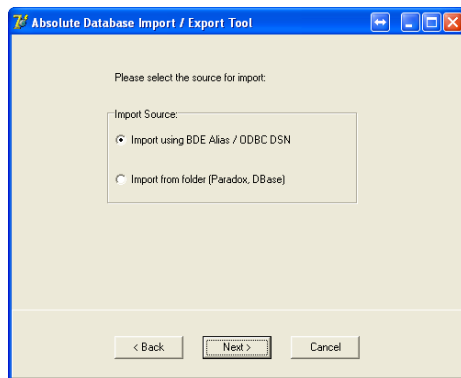 Absolute Database Import / Export Tool
Please select the source for import:
Import Source:
Import using BDE Alias / ODBC DSN
Import from folder (Paradox, DBase)
< Back Next > Cancel